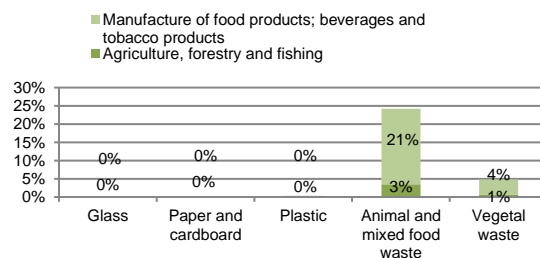 Manufacture of food products; beverages and
tobacco products
Agriculture, forestry and fishing
30%
25%
20%
15%
10%
5%
0%
0% 0% 0% 21% 4%
0% 0% 0% 3% 1%
Glass Paper and cardboard Plastic Animal and mixed food waste Vegetal waste